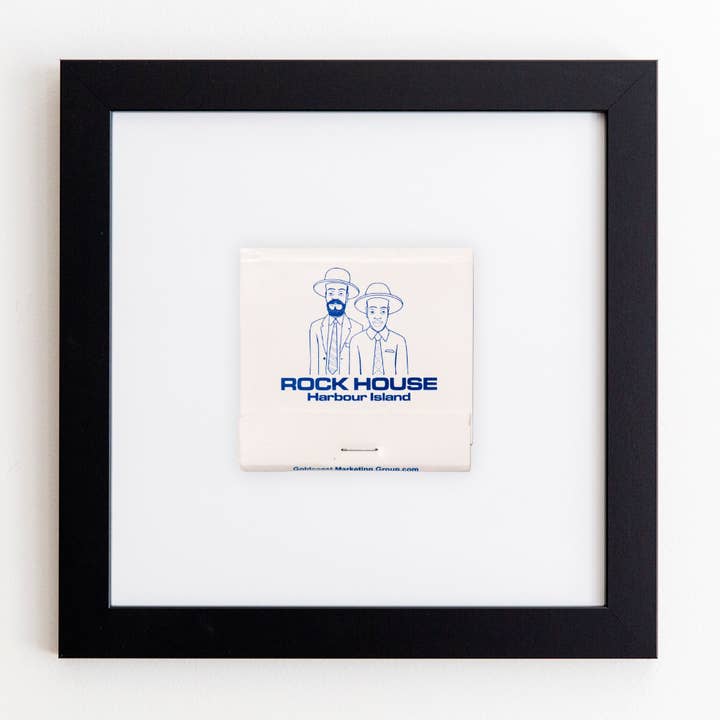 ROCK HOUSE
Harbour Island
Goldcoast Marketing Group.com